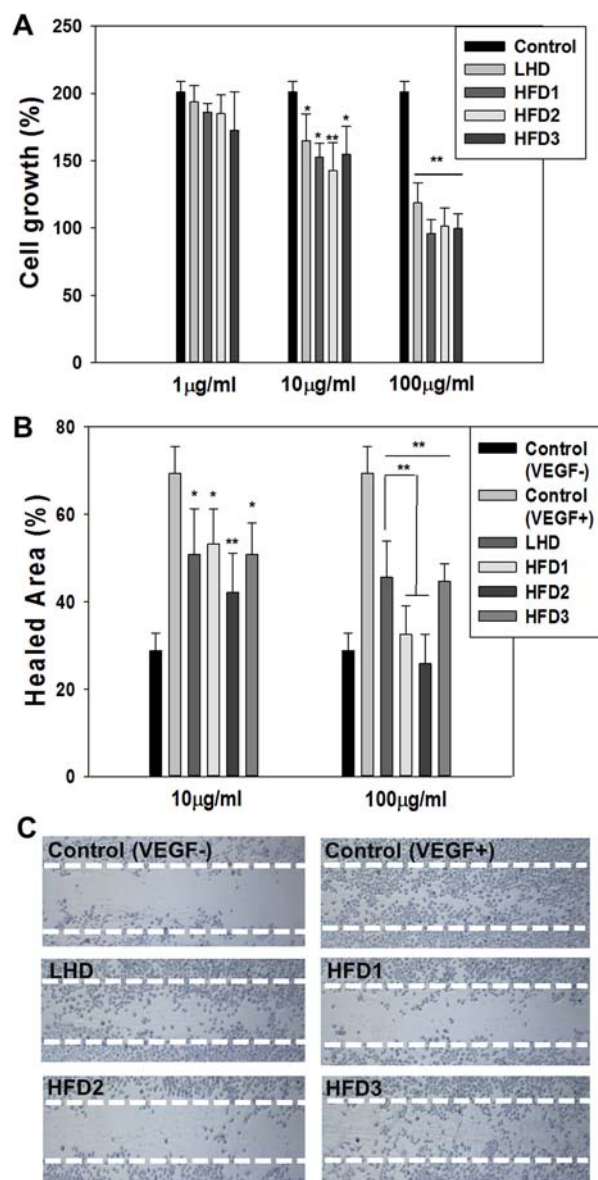 A
Cell growth (%)
250
200
150
100
50
0
* * ** *
**
Control
LHD
HFD1
HFD2
HFD3
1μg/ml 10μg/ml 100μg/ml
B
Healed Area (%)
80
60
40
20
0
* * ** *
**
**
Control
(VEGF-)
Control
(VEGF+)
LHD
HFD1
HFD2
HFD3
10μg/ml 100μg/ml
C
Control (VEGF-) Control (VEGF+)
LHD HFD1
HFD2 HFD3